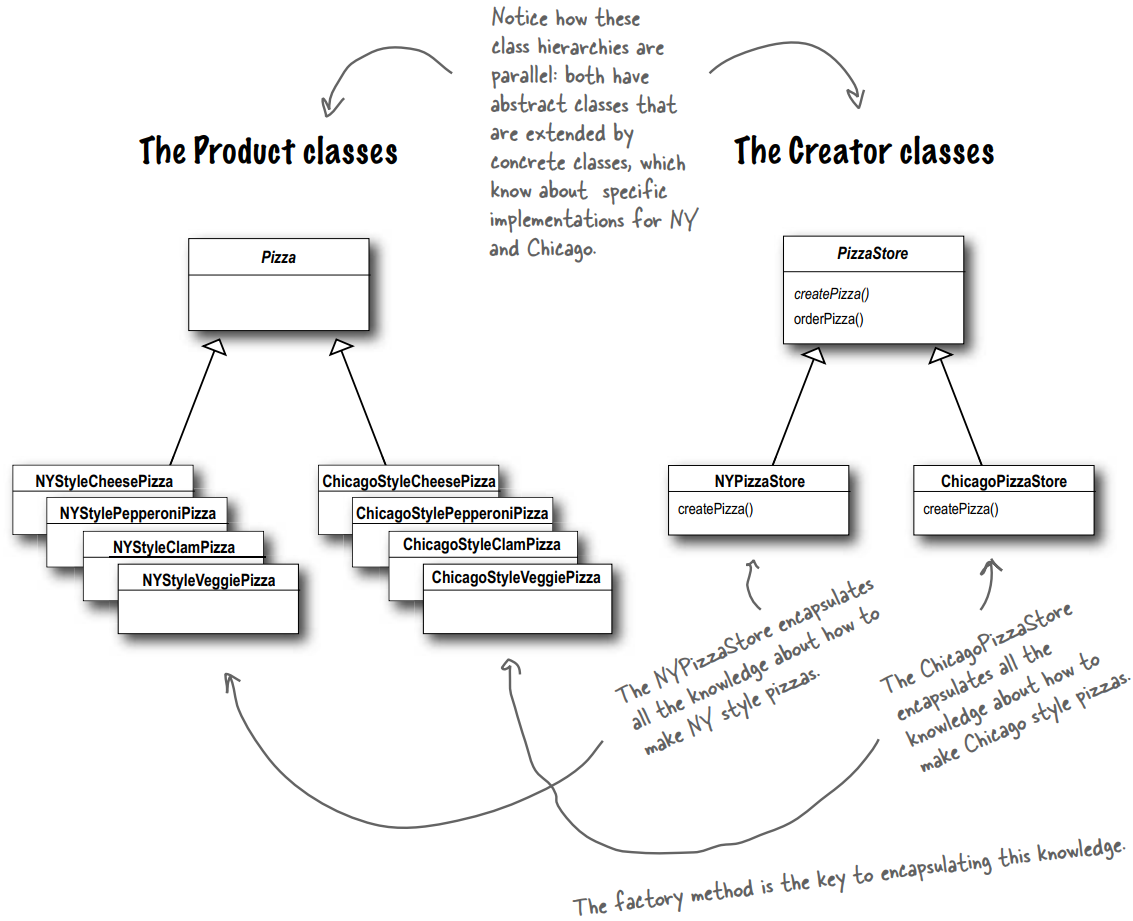 Notice how these
class hierarchies are
parallel: both have
abstract classes that
are extended by
concrete classes, which
know about specific
implementations for NY
and Chicago.
The Product classes
The Creator classes
Pizza
PizzaStore
createPizza()
orderPizza()
NYStyleCheesePizza
NYStylePepperoniPizza
NYStyleClamPizza
NYStyleVeggiePizza
ChicagoStyleCheesePizza
ChicagoStylePepperoniPizza
ChicagoStyleClamPizza
ChicagoStyleVeggiePizza
NYPizzaStore
createPizza()
ChicagoPizzaStore
createPizza()
The NYPizzaStore encapsulates
all the knowledge about how to
make NY style pizzas.
The ChicagoPizzaStore
encapsulates all the
knowledge about how to
make Chicago style pizzas.
The factory method is the key to encapsulating this knowledge.